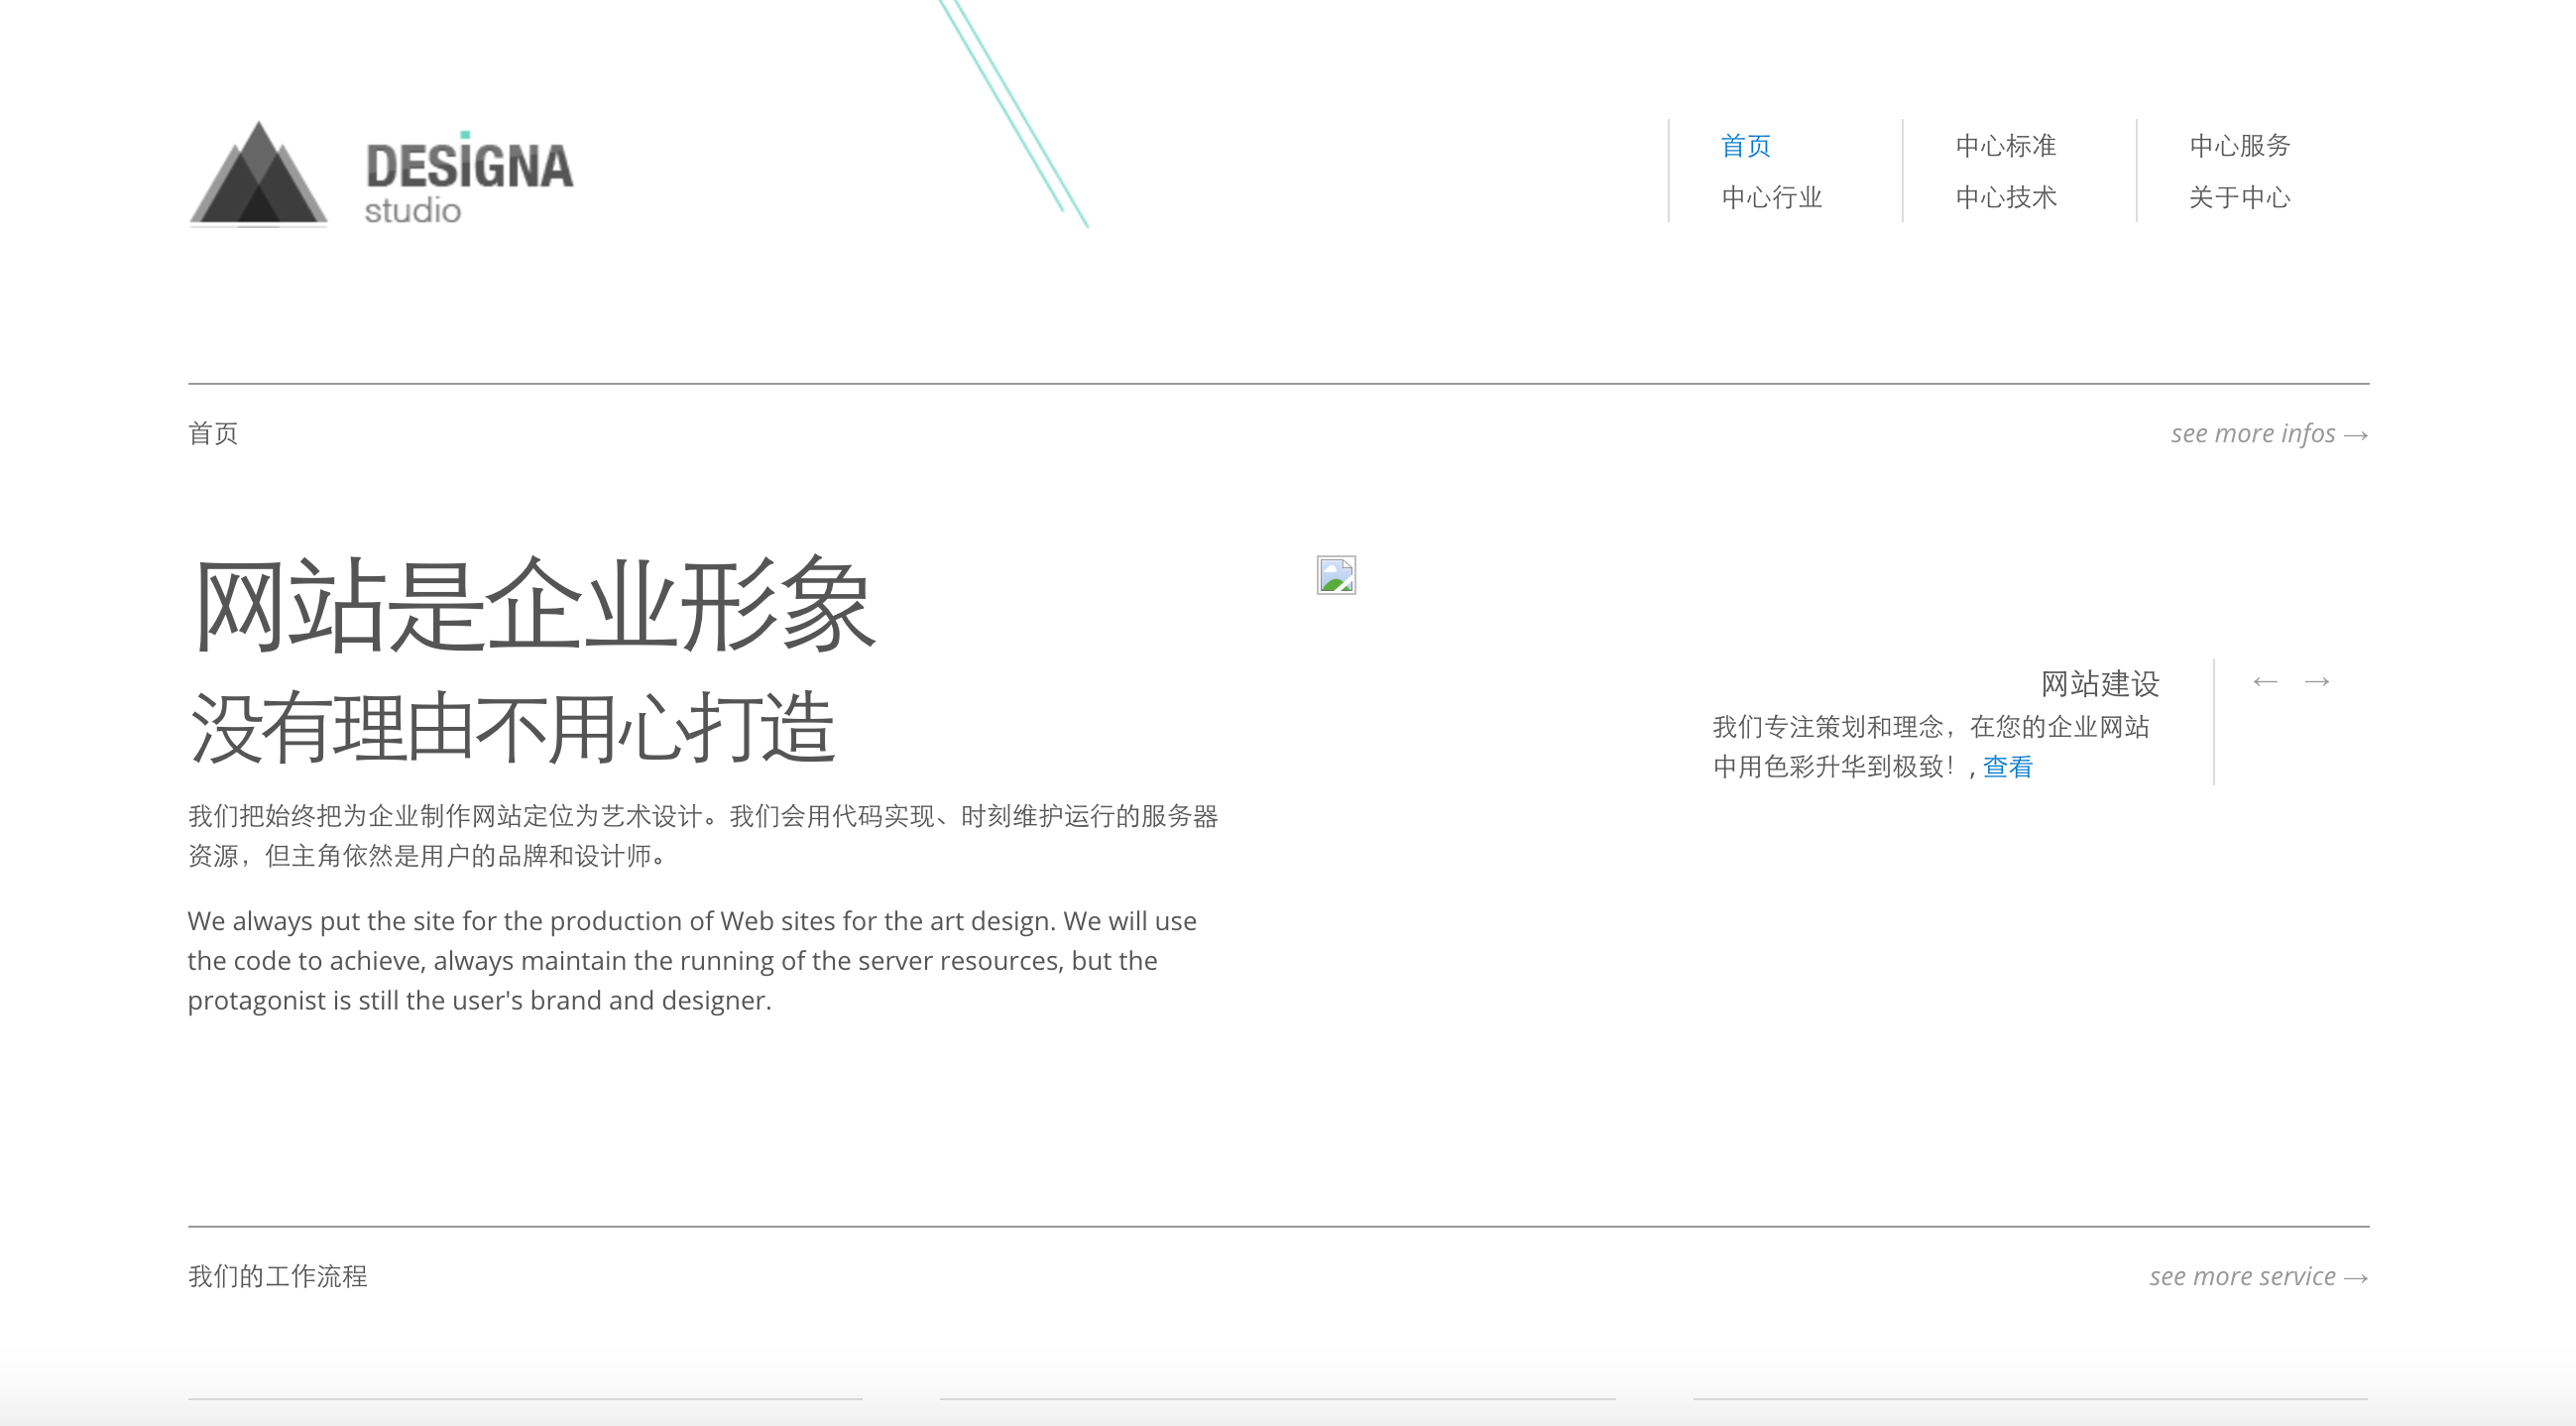 DESIGNA
studio
首页
中心标准
中心服务
中心行业
中心技术
关于中心
首页
see more infos →
网站是企业形象
没有理由不用心打造
我们把始终把为企业制作网站定位为艺术设计。我们会用代码实现、时刻维护运行的服务器
资源，但主角依然是用户的品牌和设计师。
We always put the site for the production of Web sites for the art design. We will use
the code to achieve, always maintain the running of the server resources, but the
protagonist is still the user's brand and designer.
网站建设
← →
我们专注策划和理念，在您的企业网站
中用色彩升华到极致！, 查看
我们的工作流程
see more service →